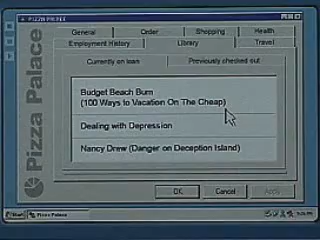 PIZZA PALACE
General Order Shopping Health
Employment History Library Travel
Currently on loan Previously checked out
Budget Beach Bum
(100 Ways to Vacation On The Cheap)
Dealing with Depression
Nancy Drew (Danger on Deception Island)
Pizza Palace
OK Cancel Apply
Start Pizza Palace